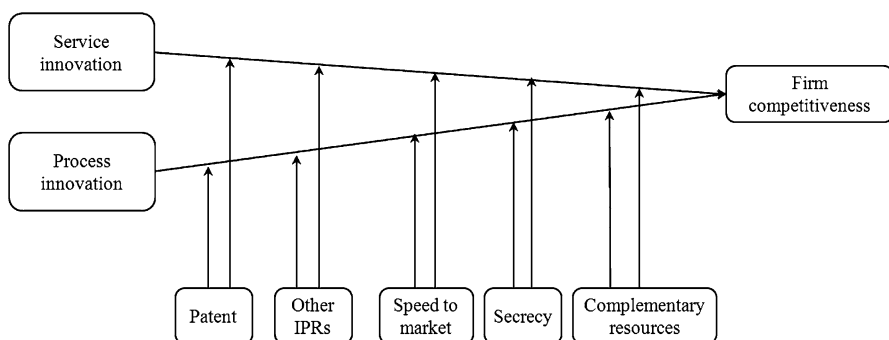 Service
innovation
Firm
competitiveness
Process
innovation
Patent
Other
IPRs
Speed to
market
Secrecy
Complementary
resources